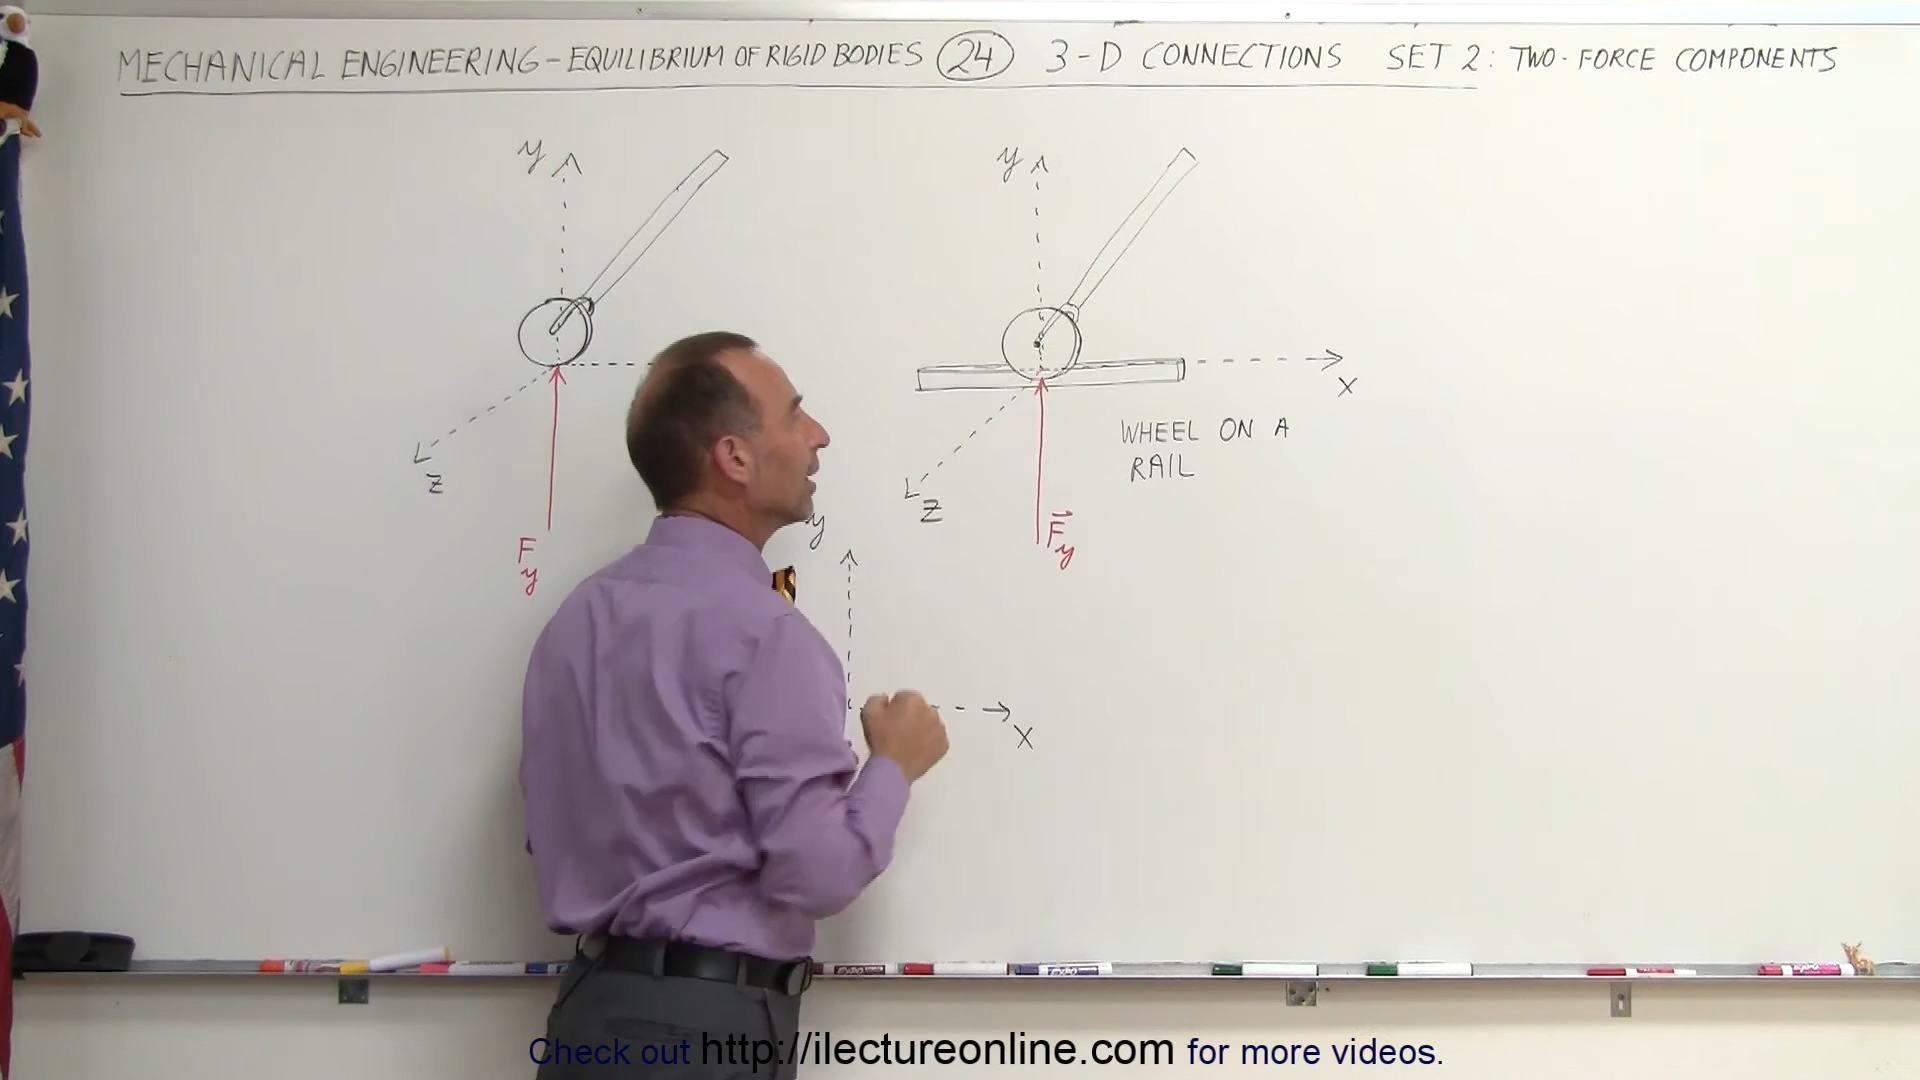 MECHANICAL ENGINEERING - EQUILIBRIUM OF RIGID BODIES 24 3-D CONNECTIONS SET 2: TWO-FORCE COMPONENTS
y
y
x
WHEEL ON A
RAIL
z
z
y
F⃗y
Fy
x
EXPO
Check out http://ilectureonline.com for more videos.